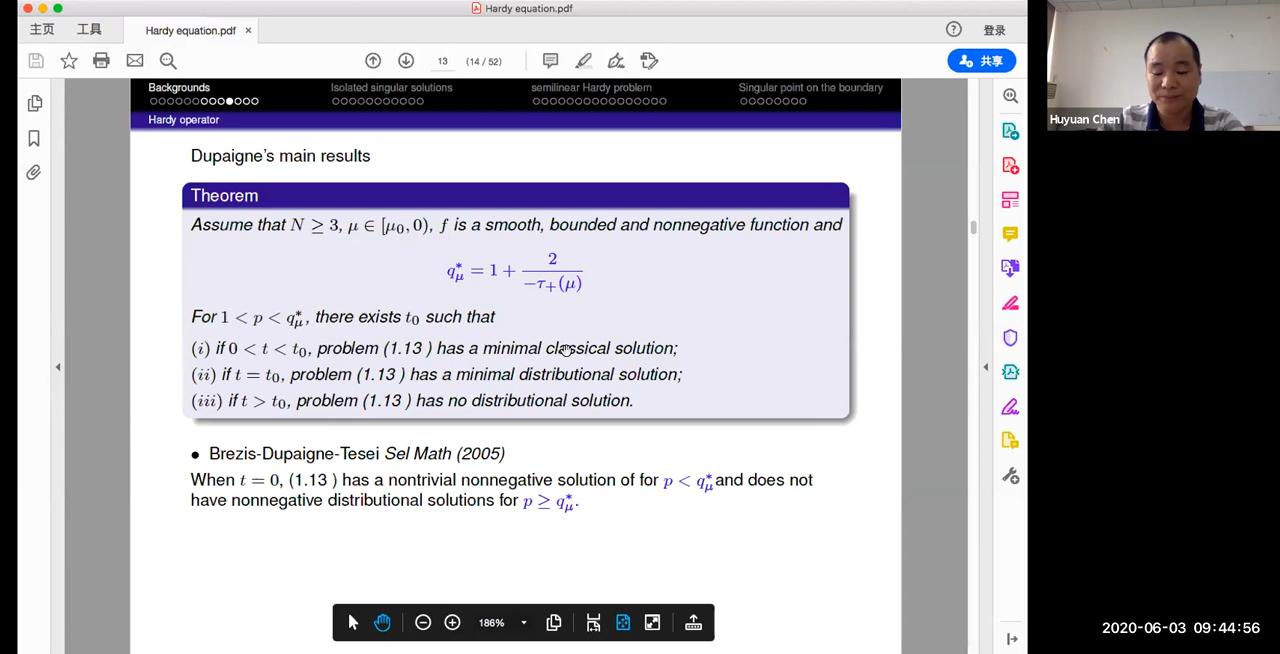 Hardy equation.pdf
主页 工具 Hardy equation.pdf × 登录
13 (14 / 52) 共享
Backgrounds Isolated singular solutions semilinear Hardy problem Singular point on the boundary
Hardy operator
Dupaigne's main results
Theorem
Assume that N ≥ 3, μ ∈ [μ₀, 0), f is a smooth, bounded and nonnegative function and
q*_μ = 1 + 2 / (−τ₊(μ))
For 1 < p < q*_μ, there exists t₀ such that
(i) if 0 < t < t₀, problem (1.13 ) has a minimal classical solution;
(ii) if t = t₀, problem (1.13 ) has a minimal distributional solution;
(iii) if t > t₀, problem (1.13 ) has no distributional solution.
● Brezis-Dupaigne-Tesei Sel Math (2005)
When t = 0, (1.13 ) has a nontrivial nonnegative solution of for p < q*_μ and does not
have nonnegative distributional solutions for p ≥ q*_μ.
186%
Huyuan Chen
2020-06-03 09:44:56